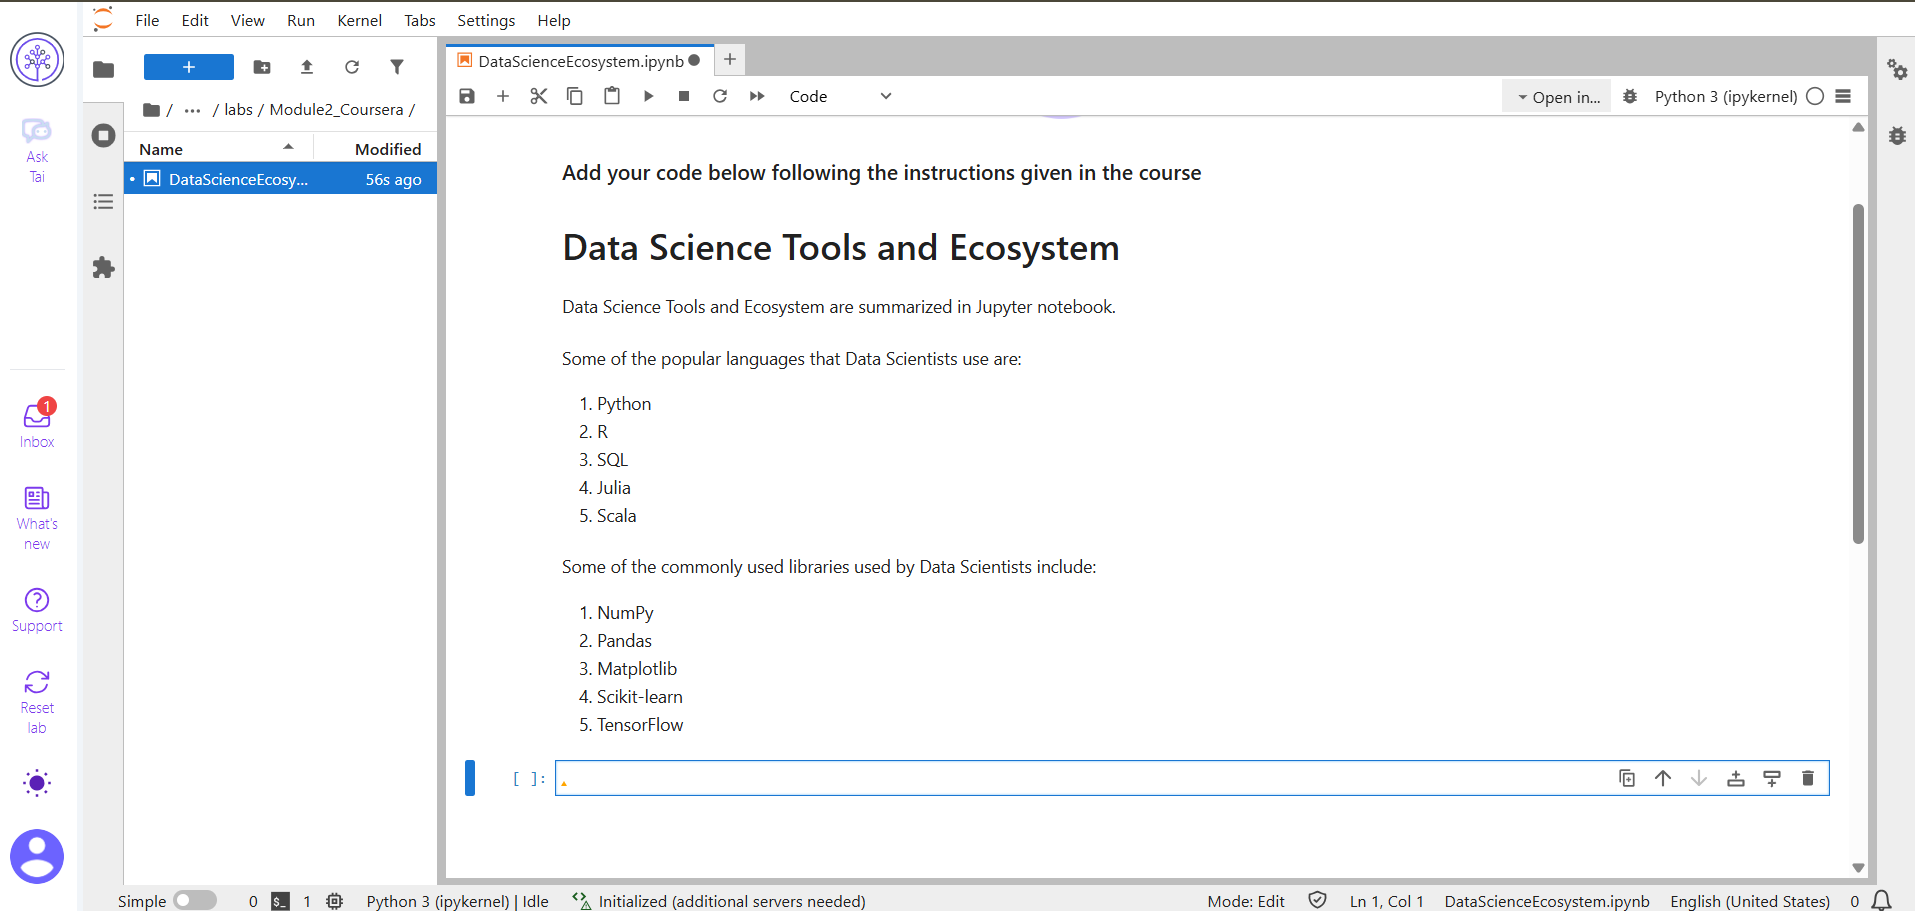 File Edit View Run Kernel Tabs Settings Help
Ask
Tai
Inbox
1
What's
new
Support
Reset
lab
+
/ ··· / labs / Module2_Coursera /
Name Modified
DataScienceEcosy... 56s ago
DataScienceEcosystem.ipynb
+
Code
Open in...
Python 3 (ipykernel)
Add your code below following the instructions given in the course
Data Science Tools and Ecosystem
Data Science Tools and Ecosystem are summarized in Jupyter notebook.
Some of the popular languages that Data Scientists use are:
1. Python
2. R
3. SQL
4. Julia
5. Scala
Some of the commonly used libraries used by Data Scientists include:
1. NumPy
2. Pandas
3. Matplotlib
4. Scikit-learn
5. TensorFlow
[ ]:
Simple 0 $_ 1 Python 3 (ipykernel) | Idle Initialized (additional servers needed) Mode: Edit Ln 1, Col 1 DataScienceEcosystem.ipynb English (United States) 0